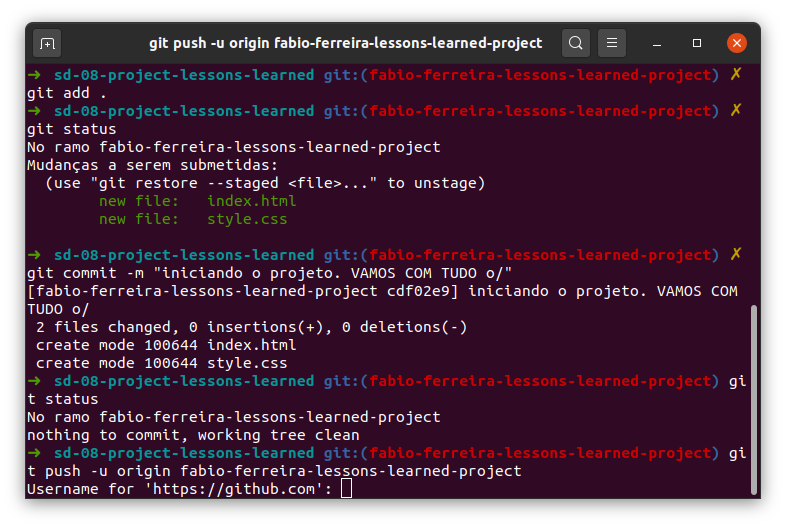 git push -u origin fabio-ferreira-lessons-learned-project
➜  sd-08-project-lessons-learned git:(fabio-ferreira-lessons-learned-project) ✗
git add .
➜  sd-08-project-lessons-learned git:(fabio-ferreira-lessons-learned-project) ✗
git status
No ramo fabio-ferreira-lessons-learned-project
Mudanças a serem submetidas:
  (use "git restore --staged <file>..." to unstage)
        new file:   index.html
        new file:   style.css
➜  sd-08-project-lessons-learned git:(fabio-ferreira-lessons-learned-project) ✗
git commit -m "iniciando o projeto. VAMOS COM TUDO o/"
[fabio-ferreira-lessons-learned-project cdf02e9] iniciando o projeto. VAMOS COM
TUDO o/
 2 files changed, 0 insertions(+), 0 deletions(-)
 create mode 100644 index.html
 create mode 100644 style.css
➜  sd-08-project-lessons-learned git:(fabio-ferreira-lessons-learned-project) gi
t status
No ramo fabio-ferreira-lessons-learned-project
nothing to commit, working tree clean
➜  sd-08-project-lessons-learned git:(fabio-ferreira-lessons-learned-project) gi
t push -u origin fabio-ferreira-lessons-learned-project
Username for 'https://github.com':